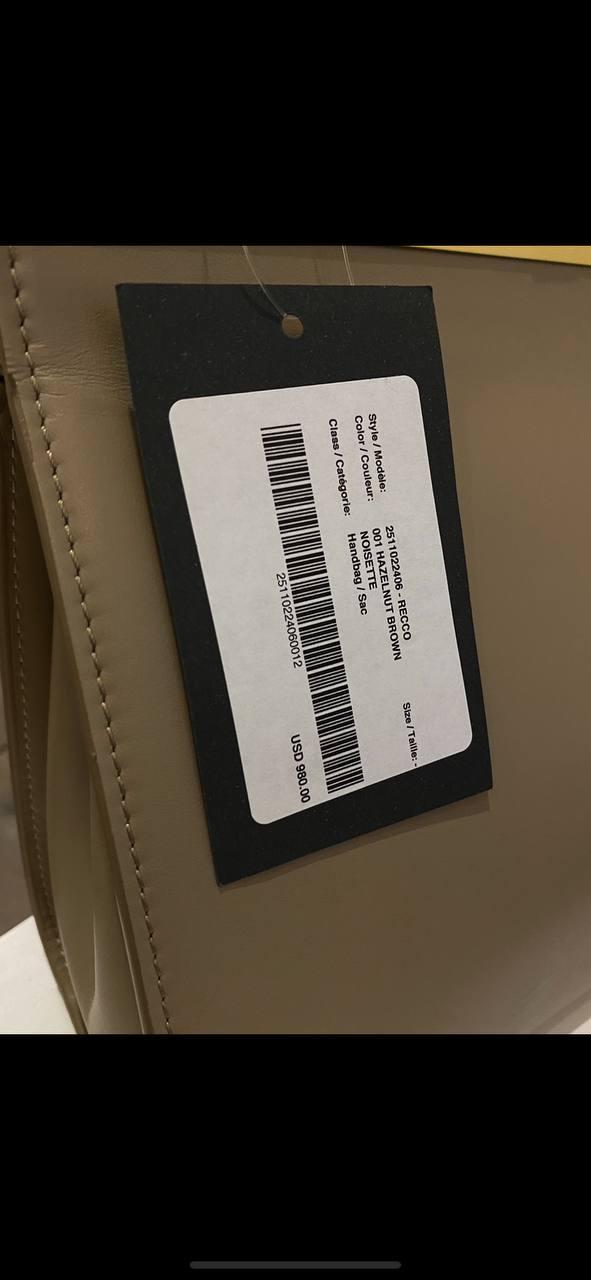 Style / Modèle: 2511022406 - RECCO Size / Taille: -
Color / Couleur: 001 HAZELNUT BROWN
NOISETTE
Class / Catégorie: Handbag / Sac
25110224060012
USD 980.00